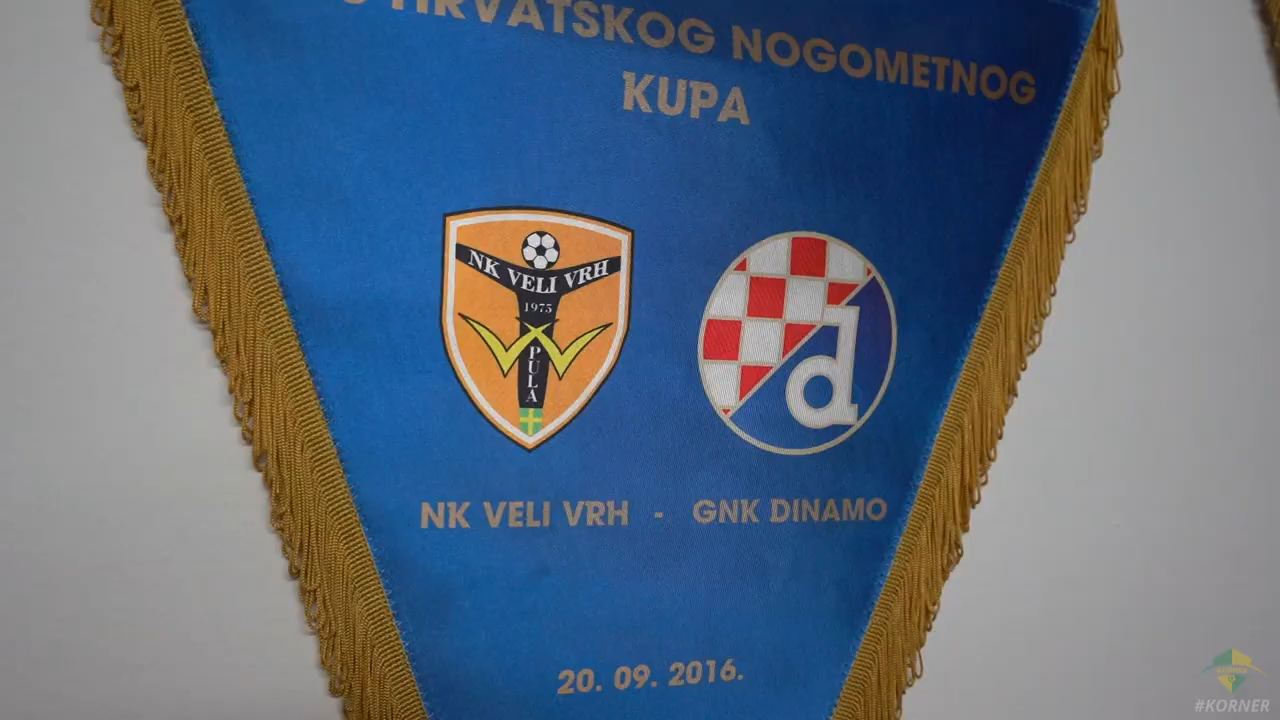 HRVATSKOG NOGOMETNOG
KUPA
NK VELI VRH
1975
PULA
d
NK VELI VRH - GNK DINAMO
20. 09. 2016.
#KORNER